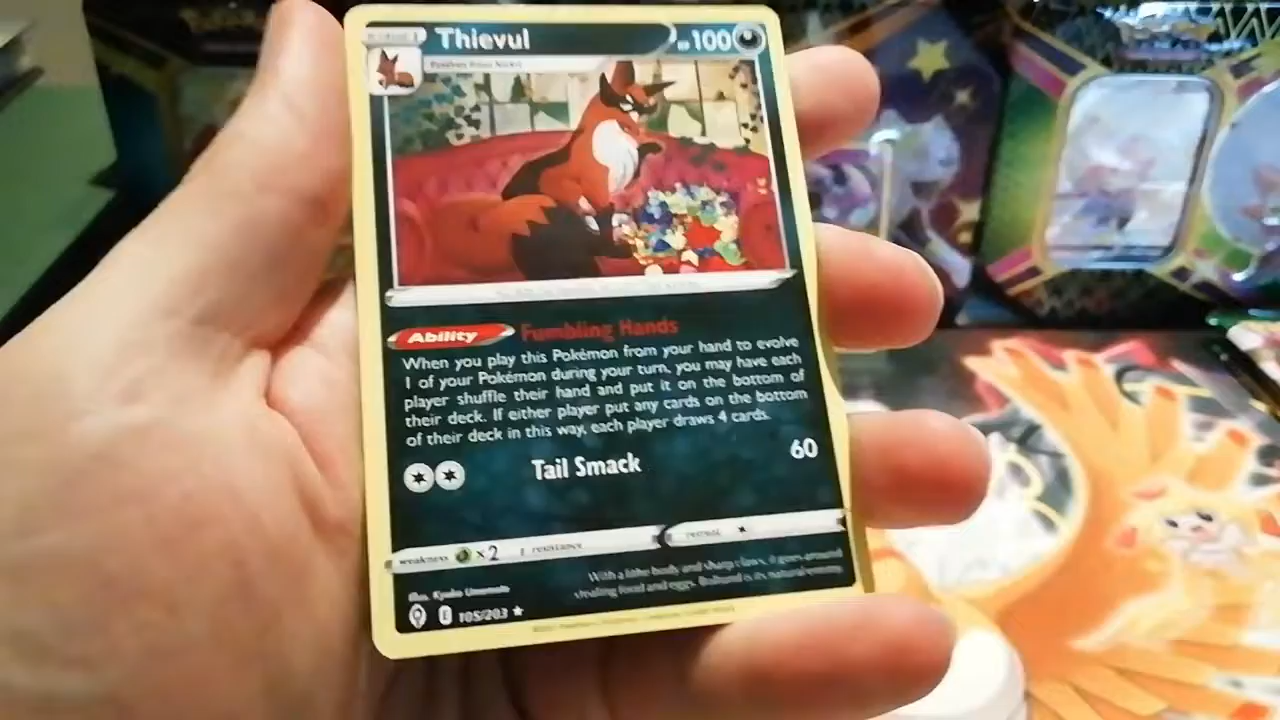 Thievul
HP 100
Ability Fumbling Hands
When you play this Pokémon from your hand to evolve
1 of your Pokémon during your turn, you may have each
player shuffle their hand and put it on the bottom of
their deck. If either player put any cards on the bottom
of their deck in this way, each player draws 4 cards.
Tail Smack 60
weakness ×2 resistance retreat
Illus. Kyoko Umemoto
With a lithe body and sharp claws, it goes around
stealing food and eggs. Boltund is its natural enemy.
E 105/203